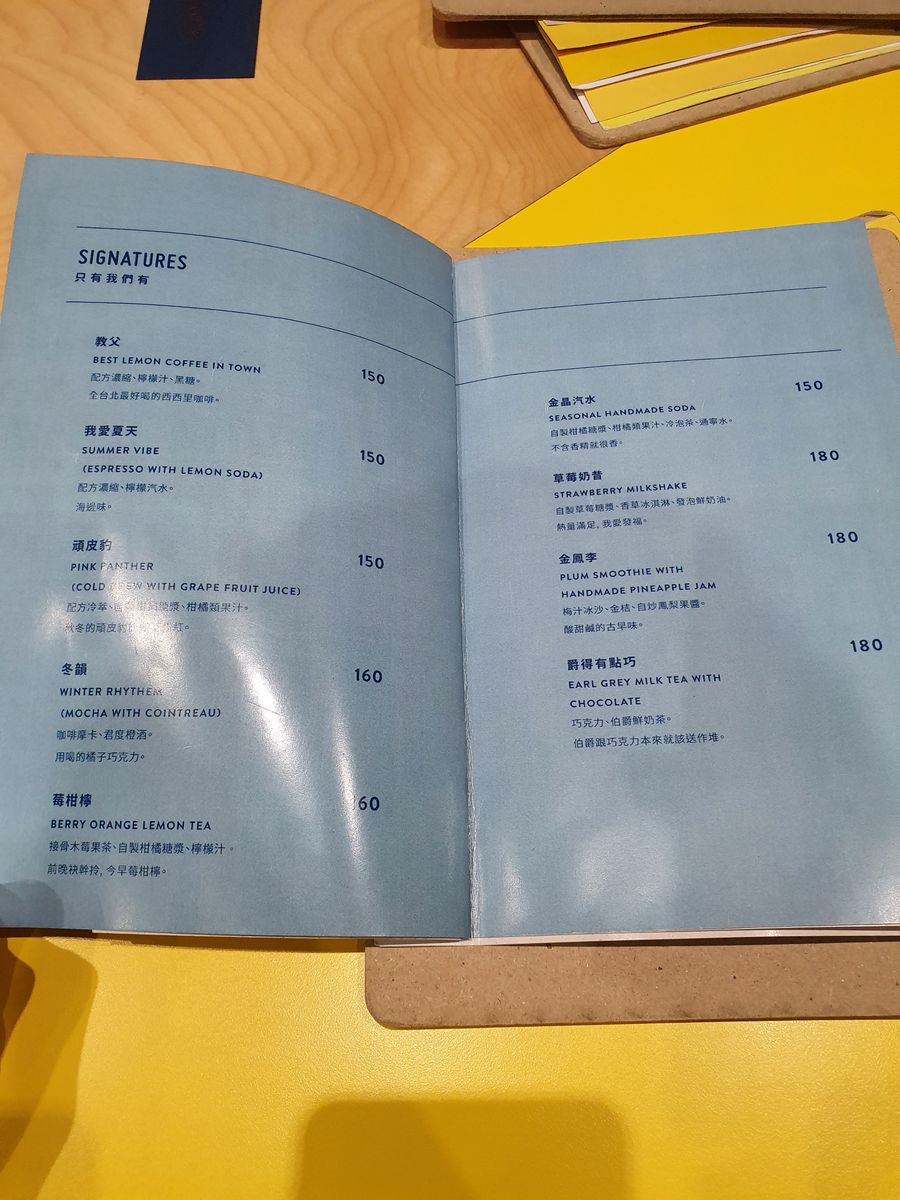 SIGNATURES
只有我們有
教父
BEST LEMON COFFEE IN TOWN
150
配方濃縮、檸檬汁、黑糖。
全台北最好喝的西西里咖啡。
我愛夏天
SUMMER VIBE
150
(ESPRESSO WITH LEMON SODA)
配方濃縮、檸檬汽水。
海邊味。
頑皮豹
PINK PANTHER
150
(COLD BREW WITH GRAPE FRUIT JUICE)
配方冷萃、糖漿、柑橘類果汁。
秋冬的頑皮豹紅。
冬韻
WINTER RHYTHEM
160
(MOCHA WITH COINTREAU)
咖啡摩卡、君度橙酒。
用喝的橘子巧克力。
莓柑檸
60
BERRY ORANGE LEMON TEA
接骨木莓果茶、自製柑橘糖漿、檸檬汁。
前晚袂幹拎, 今早莓柑檸。
金晶汽水
150
SEASONAL HANDMADE SODA
自製柑橘糖漿、柑橘類果汁、冷泡茶、通寧水。
不含香精就很香。
草莓奶昔
180
STRAWBERRY MILKSHAKE
自製草莓糖漿、香草冰淇淋、發泡鮮奶油。
熱量滿足, 我愛發福。
金鳳李
180
PLUM SMOOTHIE WITH
HANDMADE PINEAPPLE JAM
梅汁冰沙、金桔、自炒鳳梨果醬。
酸甜鹹的古早味。
爵得有點巧
180
EARL GREY MILK TEA WITH
CHOCOLATE
巧克力、伯爵鮮奶茶。
伯爵跟巧克力本來就該送作堆。